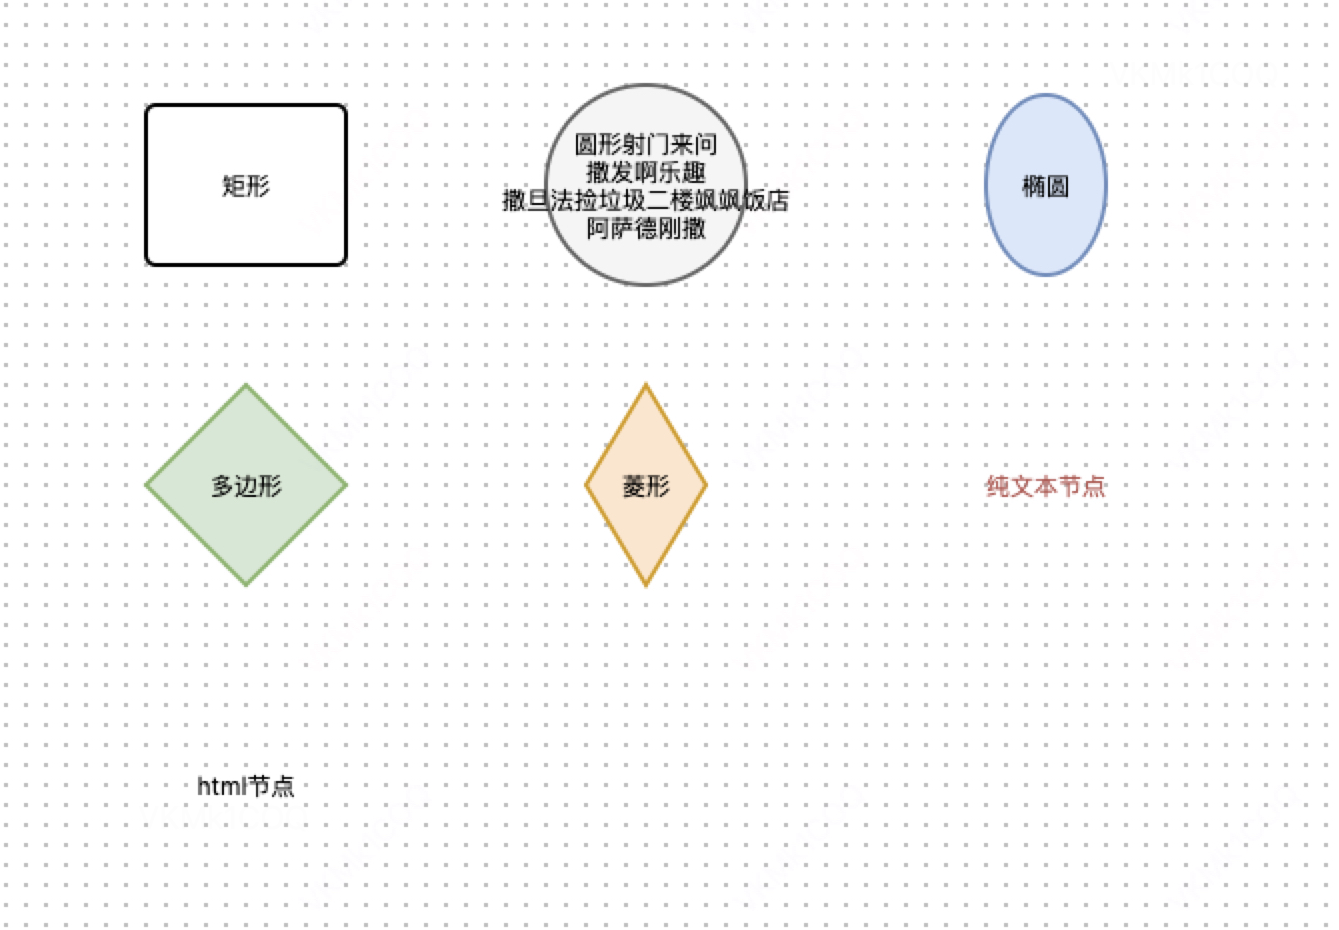 矩形
圆形射门来问
撒发啊乐趣
撒旦法捡垃圾二楼飒飒饭店
阿萨德刚撒
椭圆
多边形
菱形
纯文本节点
html节点